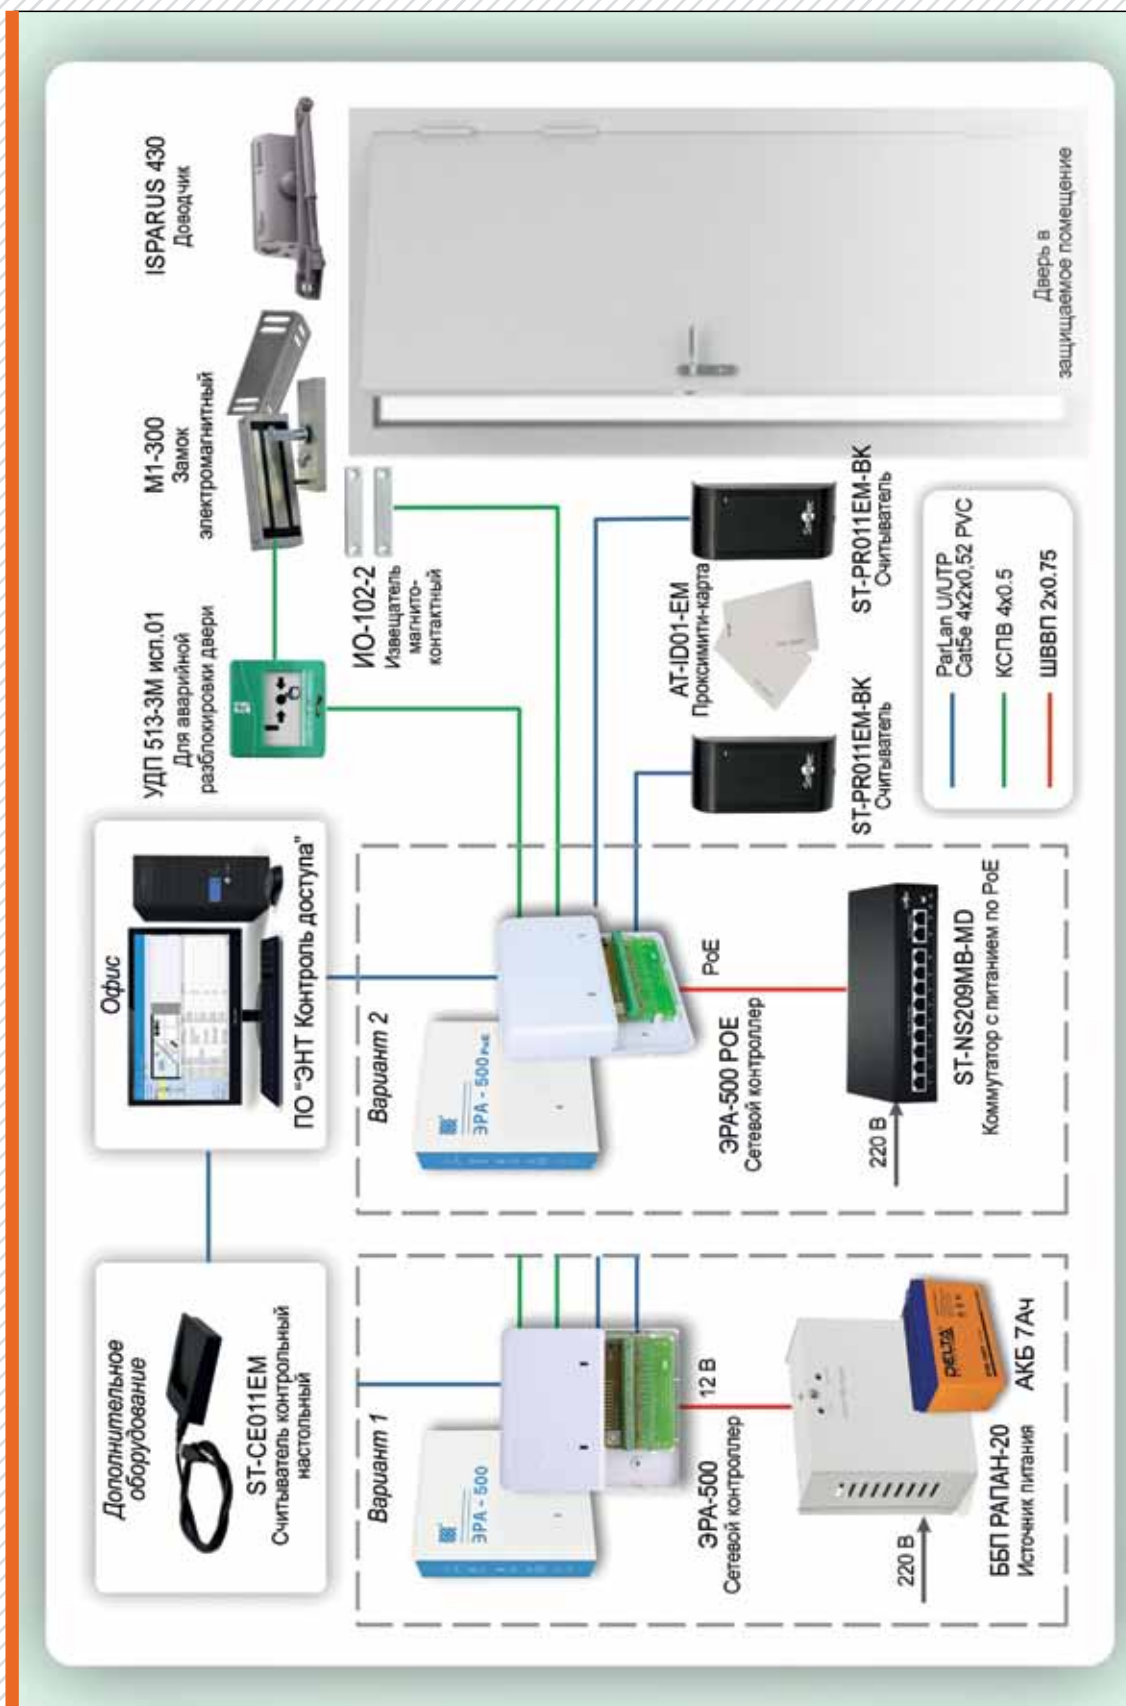 Дополнительное
оборудование
ST-CE011EM
Считыватель контрольный
настольный
Офис
ПО "ЭНТ Контроль доступа"
УДП 513-3М исп.01
Для аварийной
разблокировки двери
М1-300
Замок
электромагнитный
ISPARUS 430
Доводчик
ИО-102-2
Извещатель
магнито-
контактный
Вариант 1
ЭРА - 500
ЭРА-500
Сетевой контроллер
12 В
220 В
ББП РАПАН-20
Источник питания
DELTA
АКБ 7Ач
Вариант 2
ЭРА - 500 PoE
ЭРА-500 POE
Сетевой контроллер
PoE
220 В
ST-NS209MB-MD
Коммутатор с питанием по PoE
ST-PR011EM-BK
Считыватель
AT-ID01-EM
Проксимити-карта
ST-PR011EM-BK
Считыватель
ParLan U/UTP
Cat5e 4x2x0,52 PVC
КСПВ 4х0.5
ШВВП 2х0.75
Дверь в
защищаемое помещение